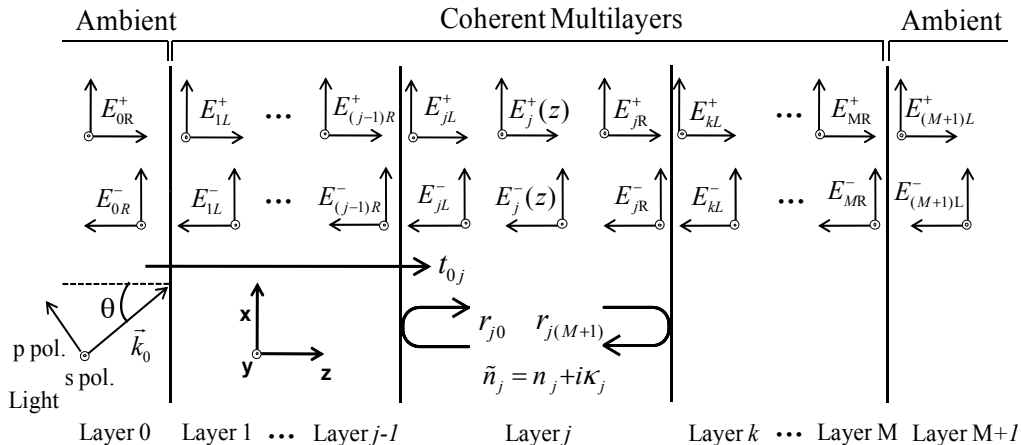 Ambient Coherent Multilayers Ambient
E⁺₀R E⁺₁L ••• E⁺(j-1)R E⁺jL E⁺j(z) E⁺jR E⁺kL ••• E⁺MR E⁺(M+1)L
E⁻₀R E⁻₁L ••• E⁻(j-1)R E⁻jL E⁻j(z) E⁻jR E⁻kL ••• E⁻MR E⁻(M+1)L
t₀j
θ
x
y z
p pol. k⃗₀
s pol.
Light
rj0 rj(M+1)
ñj = nj+iκj
Layer 0 Layer 1 ••• Layer j-1 Layer j Layer k ••• Layer M Layer M+1